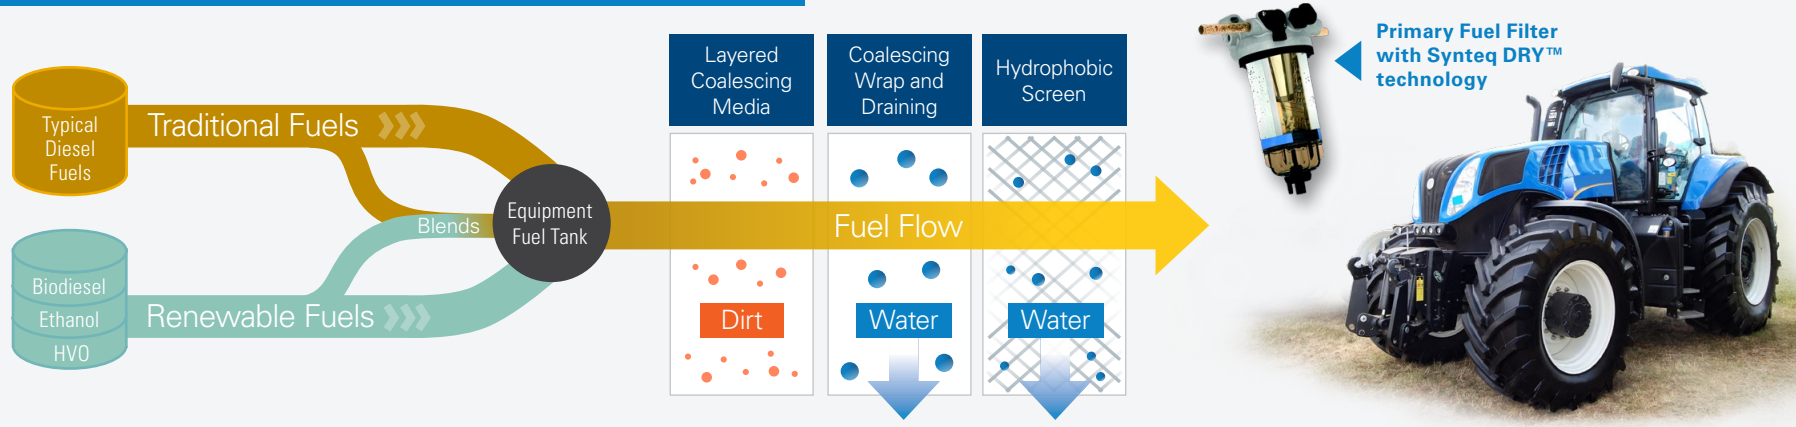 Typical
Diesel
Fuels
Traditional Fuels
Biodiesel
Ethanol
HVO
Renewable Fuels
Blends
Equipment
Fuel Tank
Layered
Coalescing
Media
Coalescing
Wrap and
Draining
Hydrophobic
Screen
Fuel Flow
Dirt
Water
Water
Primary Fuel Filter
with Synteq DRY™
technology